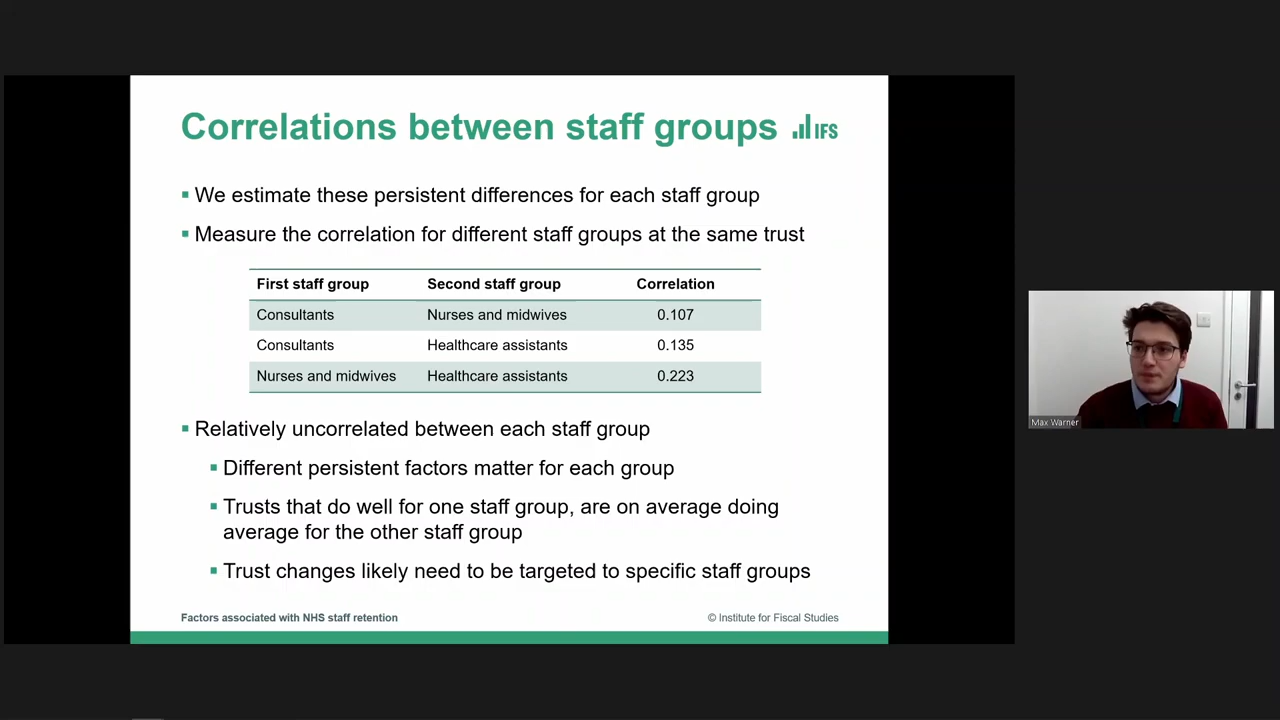 Correlations between staff groups
IFS
We estimate these persistent differences for each staff group
Measure the correlation for different staff groups at the same trust
First staff group Second staff group Correlation
Consultants Nurses and midwives 0.107
Consultants Healthcare assistants 0.135
Nurses and midwives Healthcare assistants 0.223
Relatively uncorrelated between each staff group
Different persistent factors matter for each group
Trusts that do well for one staff group, are on average doing
average for the other staff group
Trust changes likely need to be targeted to specific staff groups
Factors associated with NHS staff retention
© Institute for Fiscal Studies
Max Warner